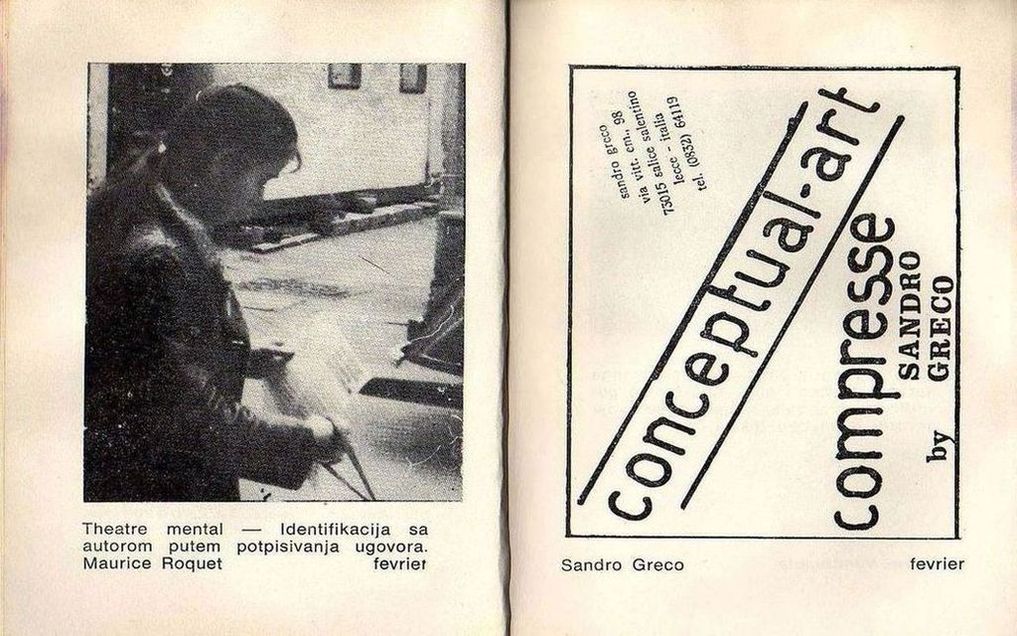 Theatre mental — Identifikacija sa
autorom putem potpisivanja ugovora.
Maurice Roquet fevrier
sandro greco
via vitt. em., 98
73015 salice salentino
lecce - italia
tel. (0832) 64119
conceptual-art
compresse
by SANDRO
GRECO
Sandro Greco fevrier